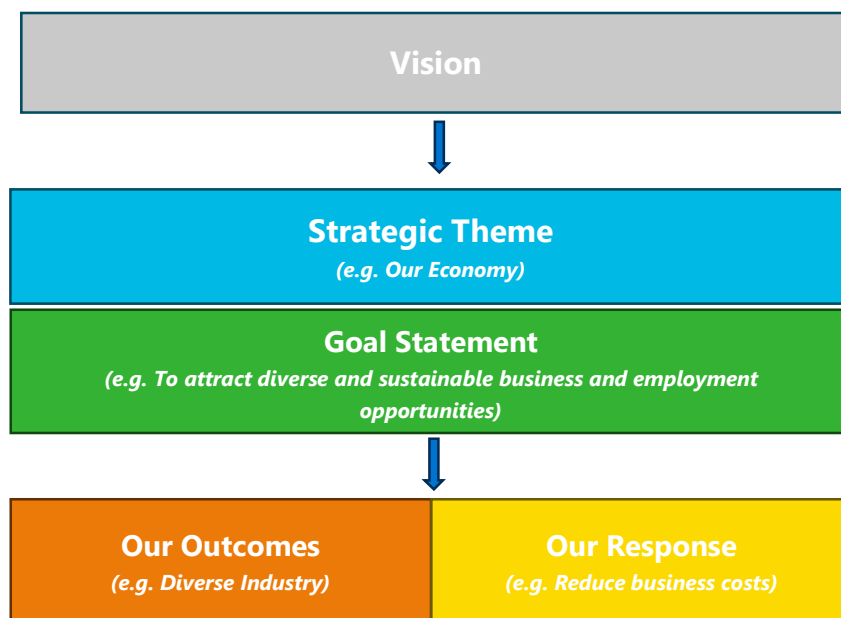 Vision
Strategic Theme
(e.g. Our Economy)
Goal Statement
(e.g. To attract diverse and sustainable business and employment
opportunities)
Our Outcomes
(e.g. Diverse Industry)
Our Response
(e.g. Reduce business costs)